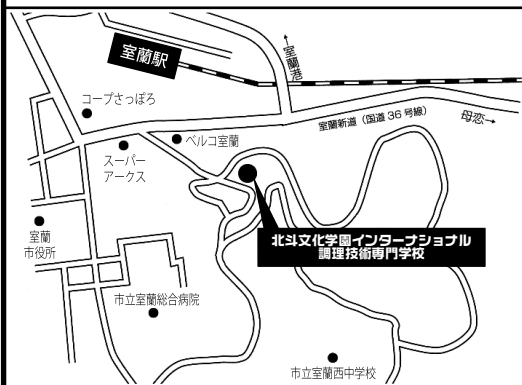 室蘭駅
↑室蘭港
コープさっぽろ
室蘭新道(国道36号線)
母恋→
ベルコ室蘭
スーパー
アークス
室蘭
市役所
北斗文化学園インターナショナル
調理技術専門学校
市立室蘭総合病院
市立室蘭西中学校